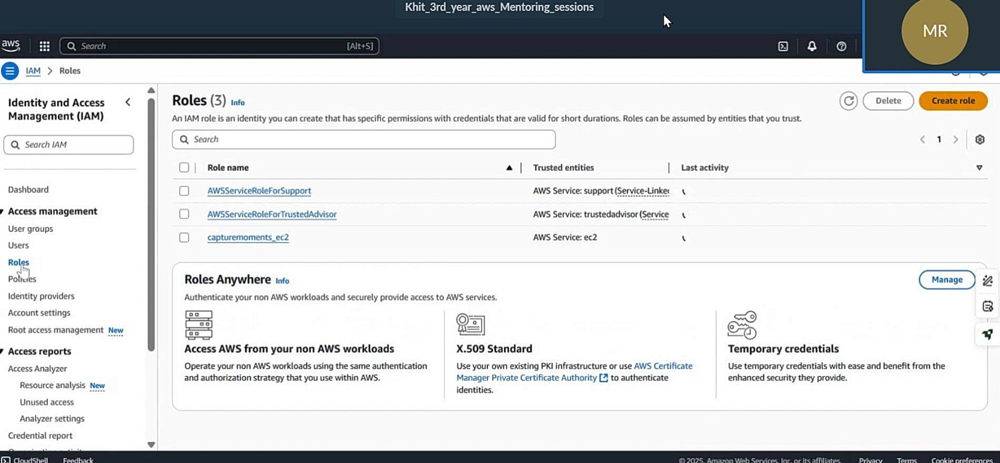 Khit_3rd_year_aws_Mentoring_sessions
MR
aws
Search [Alt+S]
IAM > Roles
Identity and Access
Management (IAM)
Search IAM
Dashboard
Access management
User groups
Users
Roles
Policies
Identity providers
Account settings
Root access management New
Access reports
Access Analyzer
Resource analysis New
Unused access
Analyzer settings
Credential report
Roles (3) Info
Delete
Create role
An IAM role is an identity you can create that has specific permissions with credentials that are valid for short durations. Roles can be assumed by entities that you trust.
Search
1
Role name Trusted entities Last activity
AWSServiceRoleForSupport AWS Service: support (Service-Linke
AWSServiceRoleForTrustedAdvisor AWS Service: trustedadvisor (Service
capturemoments_ec2 AWS Service: ec2
Roles Anywhere Info
Manage
Authenticate your non AWS workloads and securely provide access to AWS services.
Access AWS from your non AWS workloads
Operate your non AWS workloads using the same authentication
and authorization strategy that you use within AWS.
X.509 Standard
Use your own existing PKI infrastructure or use AWS Certificate
Manager Private Certificate Authority to authenticate
identities.
Temporary credentials
Use temporary credentials with ease and benefit from the
enhanced security they provide.
CloudShell Feedback © 2025, Amazon Web Services, Inc. or its affiliates. Privacy Terms Cookie preferences